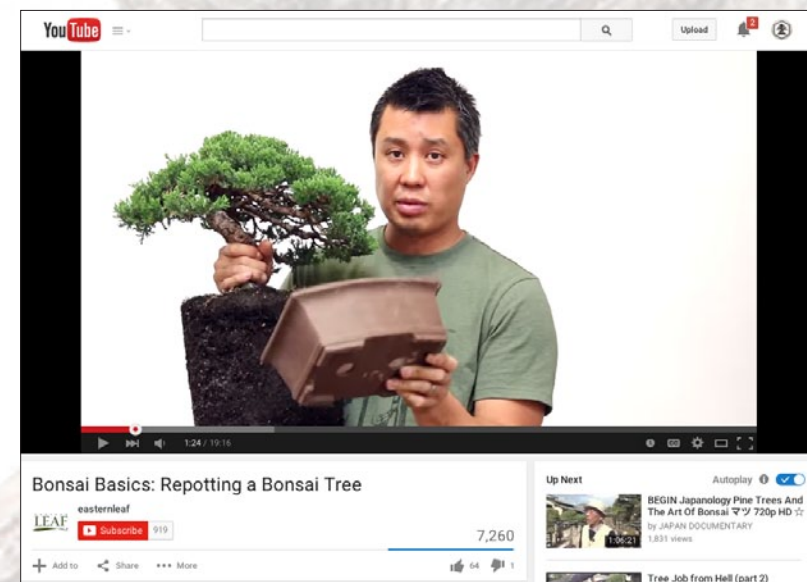 YouTube
Upload
2
1:24 / 19:16
Bonsai Basics: Repotting a Bonsai Tree
LEAF
easternleaf
Subscribe 919
7,260
Add to Share More
64 1
Up Next
Autoplay
BEGIN Japanology Pine Trees And
The Art Of Bonsai マツ 720p HD ☆
by JAPAN DOCUMENTARY
1,831 views
1:06:21
Tree Job from Hell (part 2)